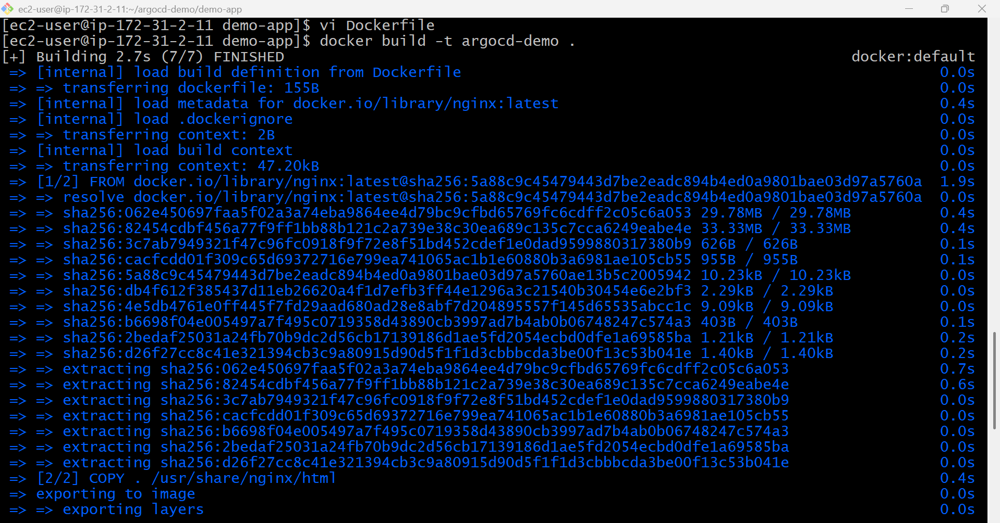 ec2-user@ip-172-31-2-11:~/argocd-demo/demo-app
[ec2-user@ip-172-31-2-11 demo-app]$ vi Dockerfile
[ec2-user@ip-172-31-2-11 demo-app]$ docker build -t argocd-demo .
[+] Building 2.7s (7/7) FINISHED docker:default
=> [internal] load build definition from Dockerfile 0.0s
=> => transferring dockerfile: 155B 0.0s
=> [internal] load metadata for docker.io/library/nginx:latest 0.4s
=> [internal] load .dockerignore 0.0s
=> => transferring context: 2B 0.0s
=> [internal] load build context 0.0s
=> => transferring context: 47.20kB 0.0s
=> [1/2] FROM docker.io/library/nginx:latest@sha256:5a88c9c45479443d7be2eadc894b4ed0a9801bae03d97a5760a 1.9s
=> => resolve docker.io/library/nginx:latest@sha256:5a88c9c45479443d7be2eadc894b4ed0a9801bae03d97a5760a 0.0s
=> => sha256:062e450697faa5f02a3a74eba9864ee4d79bc9cfbd65769fc6cdff2c05c6a053 29.78MB / 29.78MB 0.4s
=> => sha256:82454cdbf456a77f9ff1bb88b121c2a739e38c30ea689c135c7cca6249eabe4e 33.33MB / 33.33MB 0.4s
=> => sha256:3c7ab7949321f47c96fc0918f9f72e8f51bd452cdef1e0dad9599880317380b9 626B / 626B 0.1s
=> => sha256:cacfcdd01f309c65d69372716e799ea741065ac1b1e60880b3a6981ae105cb55 955B / 955B 0.1s
=> => sha256:5a88c9c45479443d7be2eadc894b4ed0a9801bae03d97a5760ae13b5c2005942 10.23kB / 10.23kB 0.0s
=> => sha256:db4f612f385437d11eb26620a4f1d7efb3ff44e1296a3c21540b30454e6e2bf3 2.29kB / 2.29kB 0.0s
=> => sha256:4e5db4761e0ff445f7fd29aad680ad28e8abf7d204895557f145d65535abcc1c 9.09kB / 9.09kB 0.0s
=> => sha256:b6698f04e005497a7f495c0719358d43890cb3997ad7b4ab0b06748247c574a3 403B / 403B 0.1s
=> => sha256:2bedaf25031a24fb70b9dc2d56cb17139186d1ae5fd2054ecbd0dfe1a69585ba 1.21kB / 1.21kB 0.2s
=> => sha256:d26f27cc8c41e321394cb3c9a80915d90d5f1f1d3cbbbcda3be00f13c53b041e 1.40kB / 1.40kB 0.2s
=> => extracting sha256:062e450697faa5f02a3a74eba9864ee4d79bc9cfbd65769fc6cdff2c05c6a053 0.7s
=> => extracting sha256:82454cdbf456a77f9ff1bb88b121c2a739e38c30ea689c135c7cca6249eabe4e 0.6s
=> => extracting sha256:3c7ab7949321f47c96fc0918f9f72e8f51bd452cdef1e0dad9599880317380b9 0.0s
=> => extracting sha256:cacfcdd01f309c65d69372716e799ea741065ac1b1e60880b3a6981ae105cb55 0.0s
=> => extracting sha256:b6698f04e005497a7f495c0719358d43890cb3997ad7b4ab0b06748247c574a3 0.0s
=> => extracting sha256:2bedaf25031a24fb70b9dc2d56cb17139186d1ae5fd2054ecbd0dfe1a69585ba 0.0s
=> => extracting sha256:d26f27cc8c41e321394cb3c9a80915d90d5f1f1d3cbbbcda3be00f13c53b041e 0.0s
=> [2/2] COPY . /usr/share/nginx/html 0.4s
=> exporting to image 0.0s
=> => exporting layers 0.0s